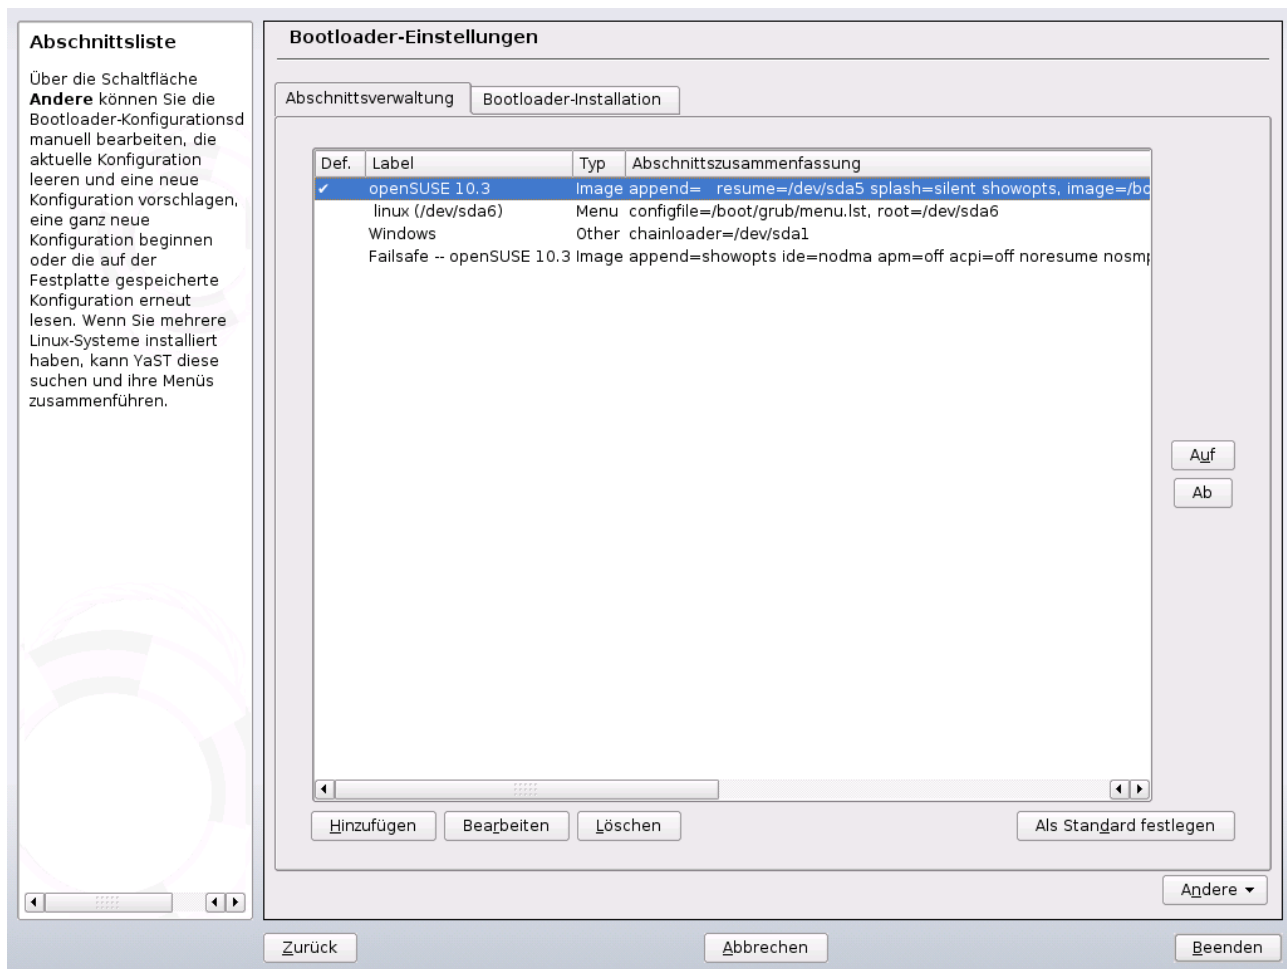 Abschnittsliste
Über die Schaltfläche
Andere können Sie die
Bootloader-Konfigurationsd
manuell bearbeiten, die
aktuelle Konfiguration
leeren und eine neue
Konfiguration vorschlagen,
eine ganz neue
Konfiguration beginnen
oder die auf der
Festplatte gespeicherte
Konfiguration erneut
lesen. Wenn Sie mehrere
Linux-Systeme installiert
haben, kann YaST diese
suchen und ihre Menüs
zusammenführen.
Bootloader-Einstellungen
Abschnittsverwaltung Bootloader-Installation
Def. Label Typ Abschnittszusammenfassung
✔ openSUSE 10.3 Image append= resume=/dev/sda5 splash=silent showopts, image=/bo
linux (/dev/sda6) Menu configfile=/boot/grub/menu.lst, root=/dev/sda6
Windows Other chainloader=/dev/sda1
Failsafe -- openSUSE 10.3 Image append=showopts ide=nodma apm=off acpi=off noresume nosmp
Auf
Ab
Hinzufügen Bearbeiten Löschen Als Standard festlegen
Andere
Zurück Abbrechen Beenden